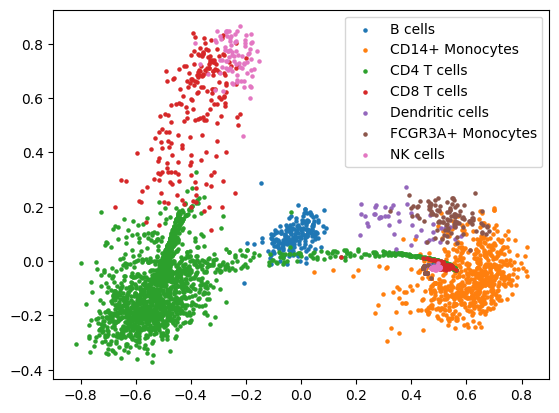 B cells
CD14+ Monocytes
CD4 T cells
CD8 T cells
Dendritic cells
FCGR3A+ Monocytes
NK cells
0.8
0.6
0.4
0.2
0.0
−0.2
−0.4
−0.8 −0.6 −0.4 −0.2 0.0 0.2 0.4 0.6 0.8